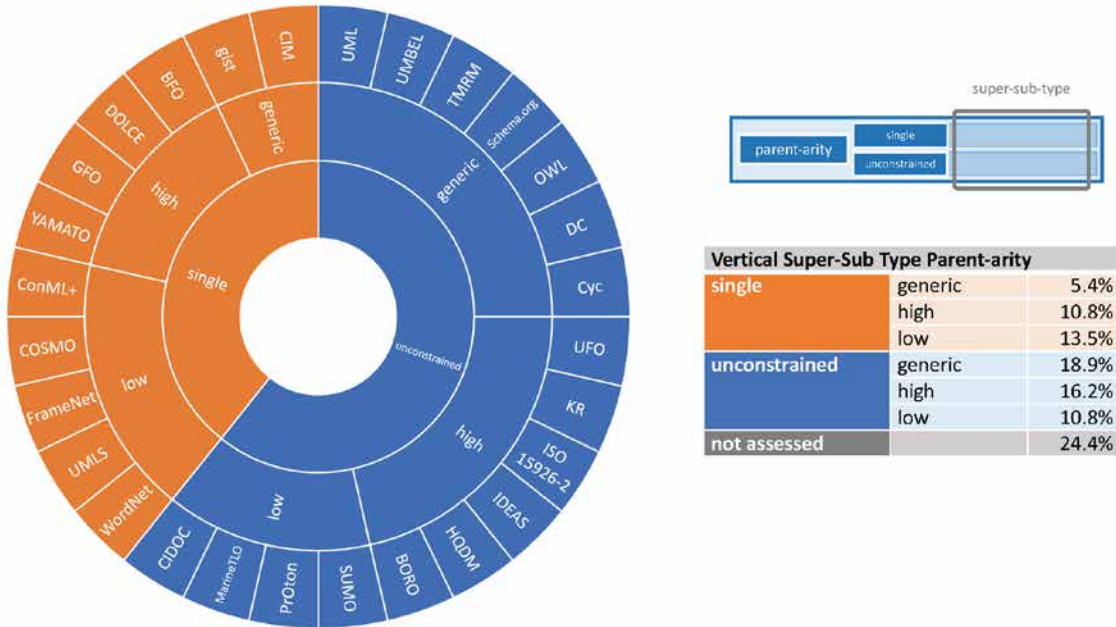 CIM
gist
BFO
DOLCE
GFO
YAMATO
ConML+
COSMO
FrameNet
UMLS
WordNet
generic
high
low
single
UML
UMBEL
TMRM
Schema.org
OWL
DC
Cyc
UFO
KR
ISO
15926-2
IDEAS
HQDM
BORO
SUMO
PrOton
MarineTLO
CIDOC
generic
high
low
unconstrained
super-sub-type
parent-arity
single
unconstrained
Vertical Super-Sub Type Parent-arity
single generic 5.4%
high 10.8%
low 13.5%
unconstrained generic 18.9%
high 16.2%
low 10.8%
not assessed 24.4%